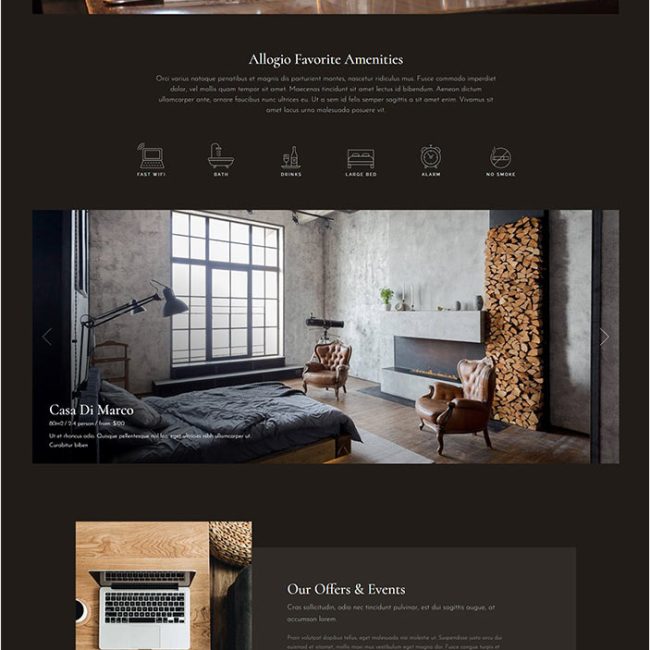 Allogio Favorite Amenities
Orci varius natoque penatibus et magnis dis parturient montes, nascetur ridiculus mus. Fusce commodo imperdiet
dolor, vel mollis quam tempor sit amet. Maecenas tincidunt sit amet lectus id bibendum. Aenean dictum
ullamcorper ante, ornare faucibus nunc ultrices eu. Ut a sem id felis semper sagittis a sit amet enim. Vivamus sit
amet lacus urna malesuada posuere vit.
FAST WIFI
BATH
DRINKS
LARGE BED
ALARM
NO SMOKE
Casa Di Marco
80m2 / 2-4 person / from: $120
Ut et rhoncus odio. Quisque pellentesque nisl leo, eget ultricies nibh ullamcorper ut.
Curabitur biben
Our Offers & Events
Cras sollicitudin, odio nec tincidunt pulvinar, est dui sagittis augue, at
accumsan lorem.
Proin volutpat dapibus tellus, eget malesuada nisi molestie ut. Suspendisse justo arcu dui
euismod et eget